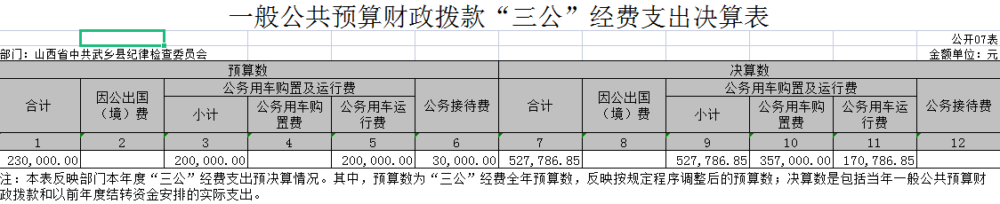 一般公共预算财政拨款“三公”经费支出决算表
公开07表
部门：山西省中共武乡县纪律检查委员会 金额单位：元
预算数 决算数
合计 因公出国（境）费 公务用车购置及运行费 公务接待费 合计 因公出国（境）费 公务用车购置及运行费 公务接待费
小计 公务用车购置费 公务用车运行费 小计 公务用车购置费 公务用车运行费
1 2 3 4 5 6 7 8 9 10 11 12
230,000.00 200,000.00 200,000.00 30,000.00 527,786.85 527,786.85 357,000.00 170,786.85
注：本表反映部门本年度“三公”经费支出预决算情况。其中，预算数为“三公”经费全年预算数，反映按规定程序调整后的预算数；决算数是包括当年一般公共预算财
政拨款和以前年度结转资金安排的实际支出。